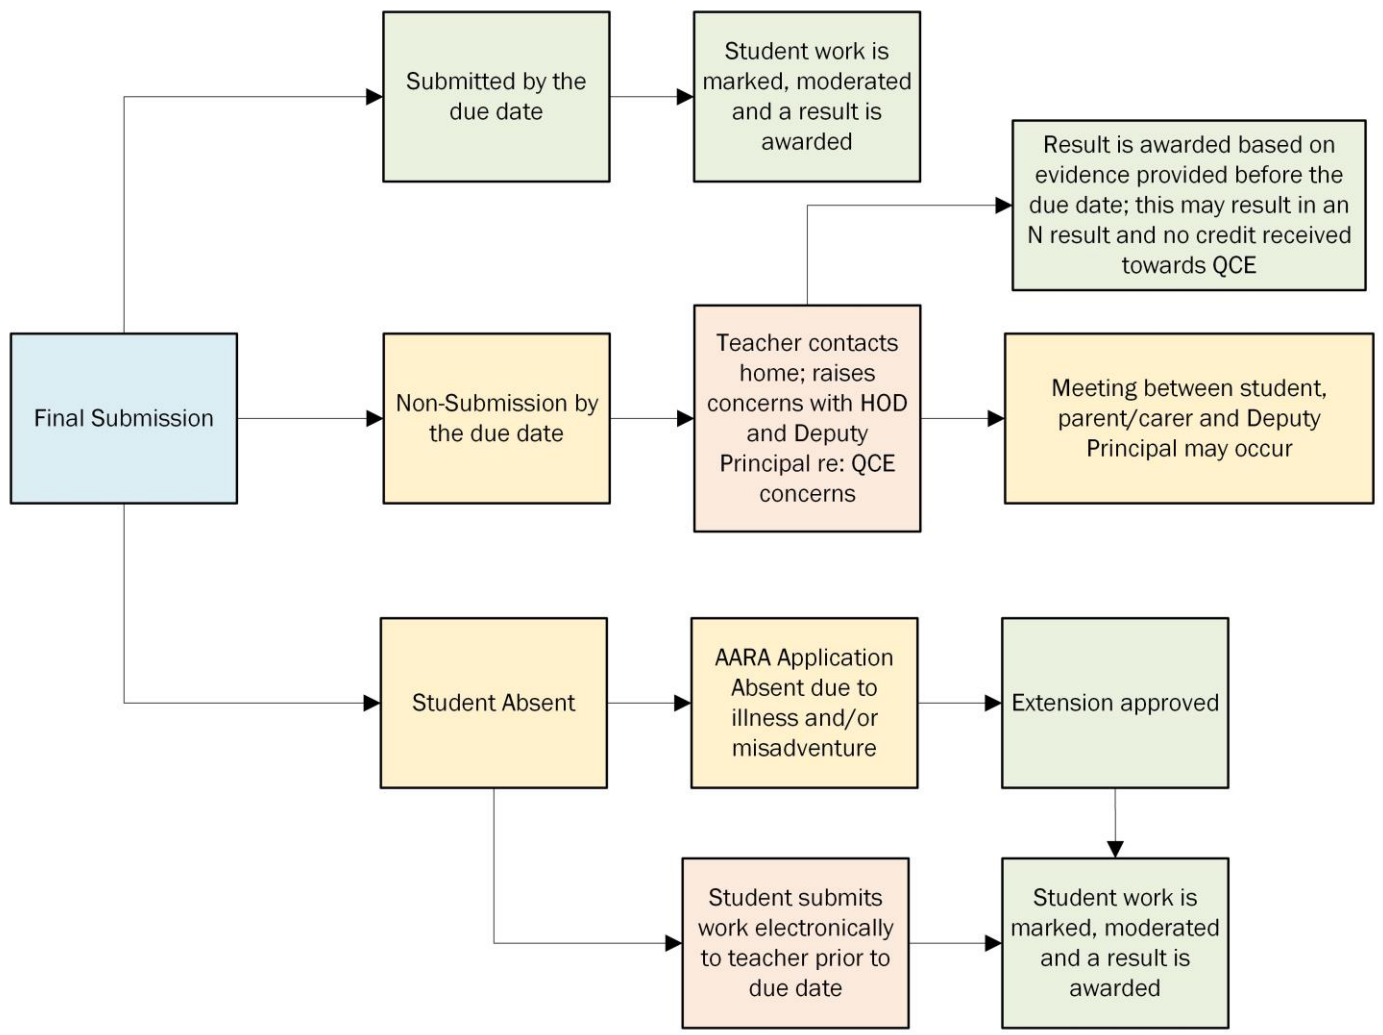 Submitted by the
due date
Student work is
marked, moderated
and a result is
awarded
Result is awarded based on
evidence provided before the
due date; this may result in an
N result and no credit received
towards QCE
Final Submission
Non-Submission by
the due date
Teacher contacts
home; raises
concerns with HOD
and Deputy
Principal re: QCE
concerns
Meeting between student,
parent/carer and Deputy
Principal may occur
Student Absent
AARA Application
Absent due to
illness and/or
misadventure
Extension approved
Student submits
work electronically
to teacher prior to
due date
Student work is
marked, moderated
and a result is
awarded